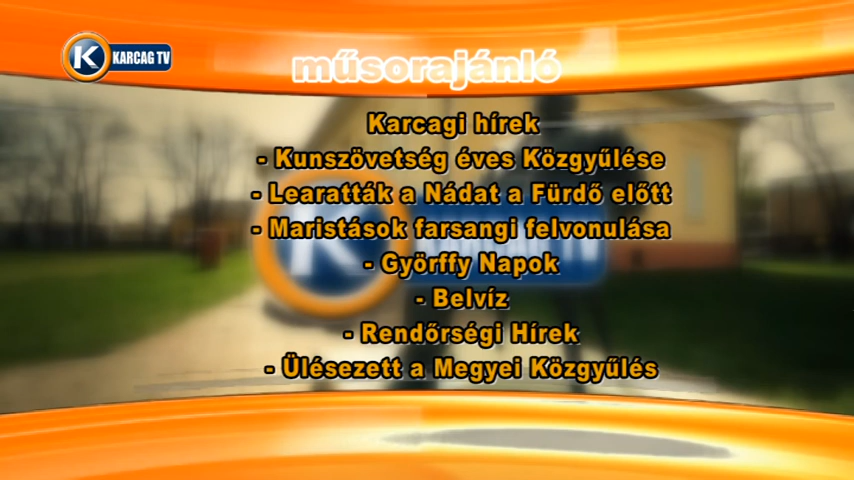 K KARCAG TV
műsorajánló
Karcagi hírek
- Kunszövetség éves Közgyűlése
- Learatták a Nádat a Fürdő előtt
- Maristások farsangi felvonulása
- Györffy Napok
- Belvíz
- Rendőrségi Hírek
- Ülésezett a Megyei Közgyűlés